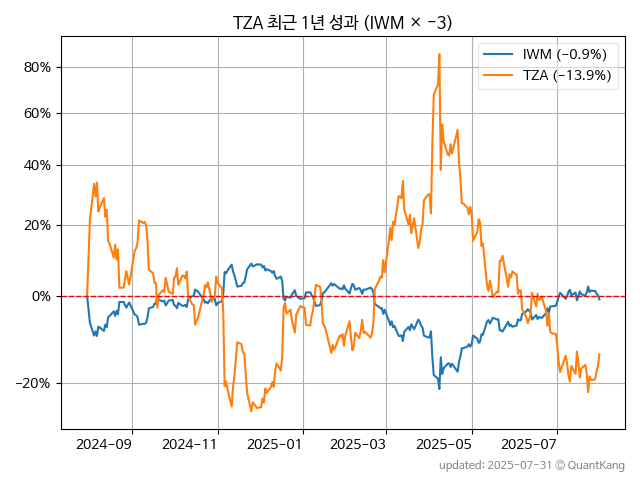 TZA 최근 1년 성과 (IWM × −3)
IWM (−0.9%)
TZA (−13.9%)
80%
60%
40%
20%
0%
−20%
2024-09 2024-11 2025-01 2025-03 2025-05 2025-07
updated: 2025-07-31 © QuantKang